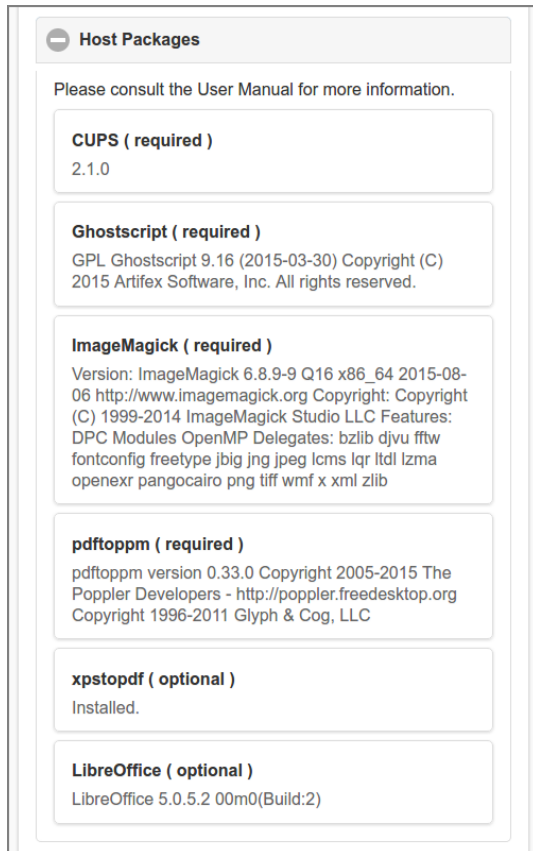 Host Packages
Please consult the User Manual for more information.
CUPS ( required )
2.1.0
Ghostscript ( required )
GPL Ghostscript 9.16 (2015-03-30) Copyright (C)
2015 Artifex Software, Inc. All rights reserved.
ImageMagick ( required )
Version: ImageMagick 6.8.9-9 Q16 x86_64 2015-08-
06 http://www.imagemagick.org Copyright: Copyright
(C) 1999-2014 ImageMagick Studio LLC Features:
DPC Modules OpenMP Delegates: bzlib djvu fftw
fontconfig freetype jbig jng jpeg lcms lqr ltdl lzma
openexr pangocairo png tiff wmf x xml zlib
pdftoppm ( required )
pdftoppm version 0.33.0 Copyright 2005-2015 The
Poppler Developers - http://poppler.freedesktop.org
Copyright 1996-2011 Glyph & Cog, LLC
xpstopdf ( optional )
Installed.
LibreOffice ( optional )
LibreOffice 5.0.5.2 00m0(Build:2)